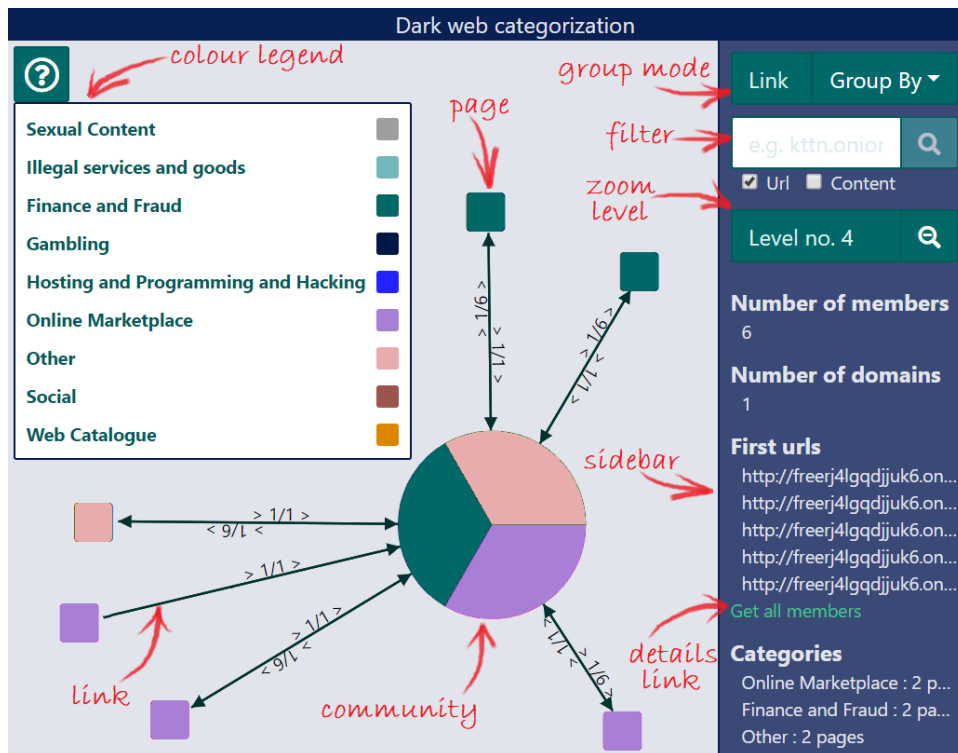 Dark web categorization
colour legend
Sexual Content
Illegal services and goods
Finance and Fraud
Gambling
Hosting and Programming and Hacking
Online Marketplace
Other
Social
Web Catalogue
page
group mode
Link
Group By
filter
e.g. kttn.onior
Url
Content
zoom
level
Level no. 4
Number of members
6
Number of domains
1
sidebar
First urls
http://freerj4lgqdjjuk6.on...
http://freerj4lgqdjjuk6.on...
http://freerj4lgqdjjuk6.on...
http://freerj4lgqdjjuk6.on...
http://freerj4lgqdjjuk6.on...
Get all members
details
link
Categories
Online Marketplace : 2 p...
Finance and Fraud : 2 pa...
Other : 2 pages
> 1/6 >
> 1/1 >
> 1/6 >
< 1/1 <
> 1/1 >
< 1/6 >
> 1/1 >
> 1/1 >
< 1/6 >
< 1/1 >
> 1/6 >
link
community